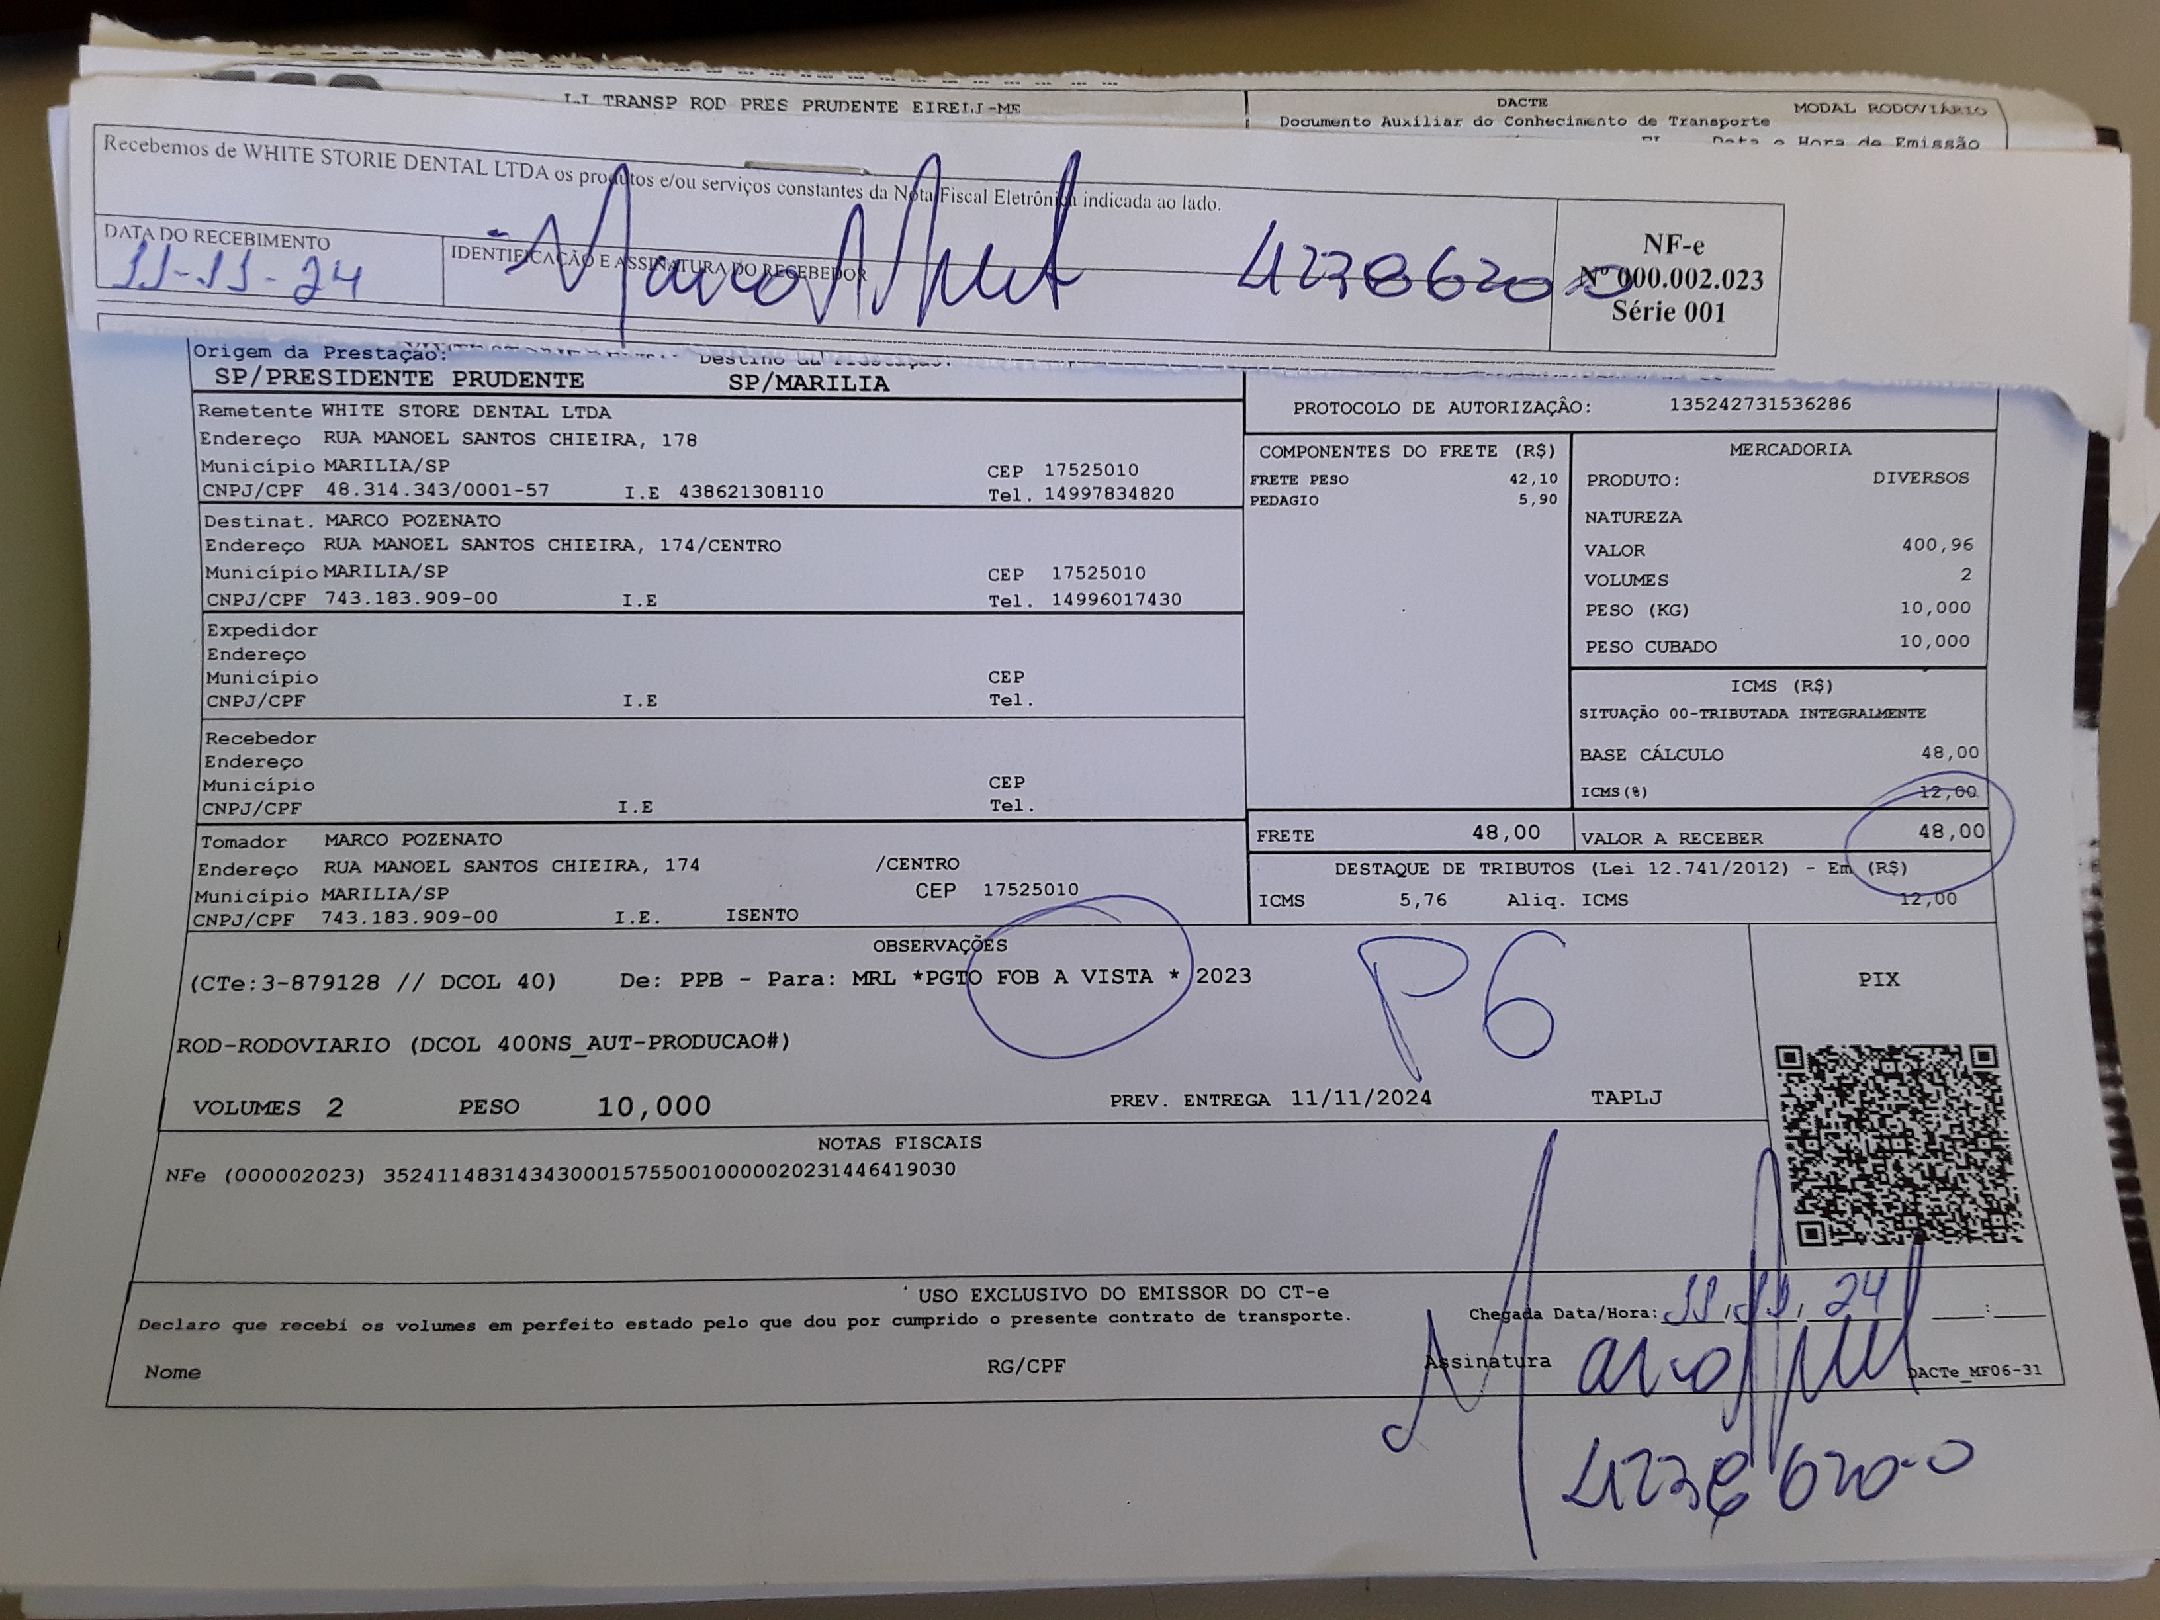 LJ TRANSP ROD PRES PRUDENTE EIRELI-ME
DACTE
MODAL RODOVIÁRIO
Documento Auxiliar do Conhecimento de Transporte
Data e Hora de Emissão
Recebemos de WHITE STORIE DENTAL LTDA os produtos e/ou serviços constantes da Nota Fiscal Eletrônica indicada ao lado.
DATA DO RECEBIMENTO
11-11-24
IDENTIFICAÇÃO E ASSINATURA DO RECEBEDOR
NF-e
Nº 000.002.023
Série 001
Origem da Prestação: Destino da Prestação:
SP/PRESIDENTE PRUDENTE SP/MARILIA
PROTOCOLO DE AUTORIZAÇÃO: 135242731536286
Remetente WHITE STORE DENTAL LTDA
Endereço RUA MANOEL SANTOS CHIEIRA, 178
Município MARILIA/SP CEP 17525010
CNPJ/CPF 48.314.343/0001-57 I.E 438621308110 Tel. 14997834820
Destinat. MARCO POZENATO
Endereço RUA MANOEL SANTOS CHIEIRA, 174/CENTRO
Município MARILIA/SP CEP 17525010
CNPJ/CPF 743.183.909-00 I.E Tel. 14996017430
Expedidor
Endereço
Município CEP
CNPJ/CPF I.E Tel.
Recebedor
Endereço
Município CEP
CNPJ/CPF I.E Tel.
Tomador MARCO POZENATO
Endereço RUA MANOEL SANTOS CHIEIRA, 174 /CENTRO
Município MARILIA/SP CEP 17525010
CNPJ/CPF 743.183.909-00 I.E. ISENTO
COMPONENTES DO FRETE (R$)
FRETE PESO 42,10
PEDAGIO 5,90
MERCADORIA
PRODUTO: DIVERSOS
NATUREZA
VALOR 400,96
VOLUMES 2
PESO (KG) 10,000
PESO CUBADO 10,000
ICMS (R$)
SITUAÇÃO 00-TRIBUTADA INTEGRALMENTE
BASE CÁLCULO 48,00
ICMS(%) 12,00
FRETE 48,00 VALOR A RECEBER 48,00
DESTAQUE DE TRIBUTOS (Lei 12.741/2012) - Em (R$)
ICMS 5,76 Aliq. ICMS 12,00
OBSERVAÇÕES
(CTe:3-879128 // DCOL 40) De: PPB - Para: MRL *PGTO FOB A VISTA * 2023
P6
PIX
ROD-RODOVIARIO (DCOL 400NS_AUT-PRODUCAO#)
VOLUMES 2 PESO 10,000 PREV. ENTREGA 11/11/2024 TAPLJ
NOTAS FISCAIS
NFe (000002023) 35241148314343000157550010000020231446419030
USO EXCLUSIVO DO EMISSOR DO CT-e
Declaro que recebi os volumes em perfeito estado pelo que dou por cumprido o presente contrato de transporte.
Chegada Data/Hora: 11/11/24 __:__
Nome RG/CPF Assinatura
DACTe_MF06-31